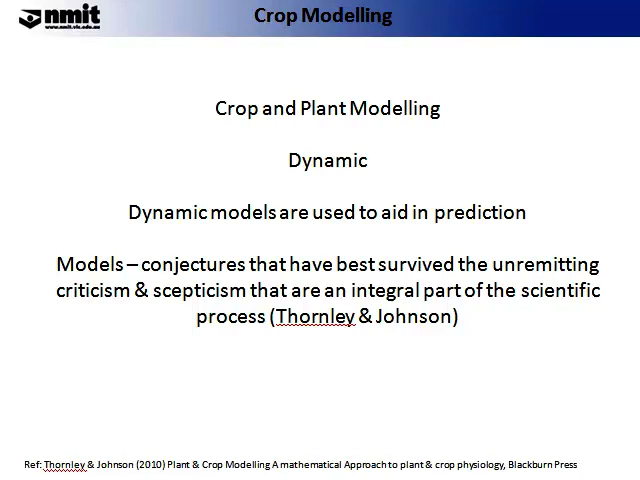 nmit
www.nmit.vic.edu.au
Crop Modelling
Crop and Plant Modelling
Dynamic
Dynamic models are used to aid in prediction
Models – conjectures that have best survived the unremitting
criticism & scepticism that are an integral part of the scientific
process (Thornley & Johnson)
Ref: Thornley & Johnson (2010) Plant & Crop Modelling A mathematical Approach to plant & crop physiology, Blackburn Press